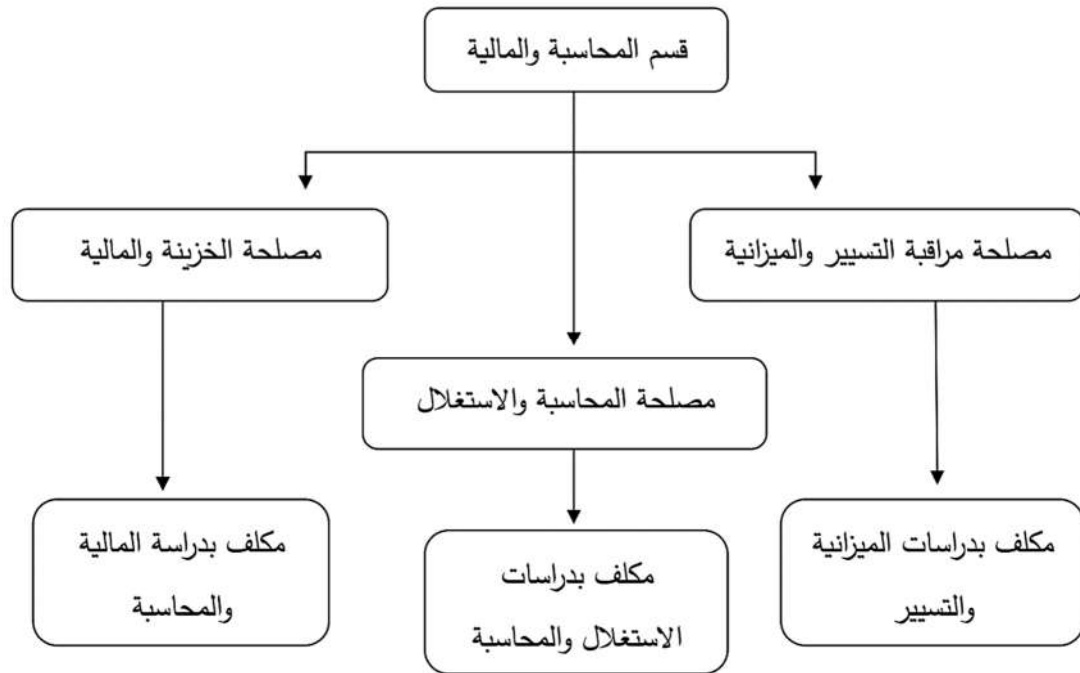 قسم المحاسبة والمالية
مصلحة مراقبة التسيير والميزانية
مصلحة الخزينة والمالية
مصلحة المحاسبة والاستغلال
مكلف بدراسات الميزانية
والتسيير
مكلف بدراسات
الاستغلال والمحاسبة
مكلف بدراسة المالية
والمحاسبة